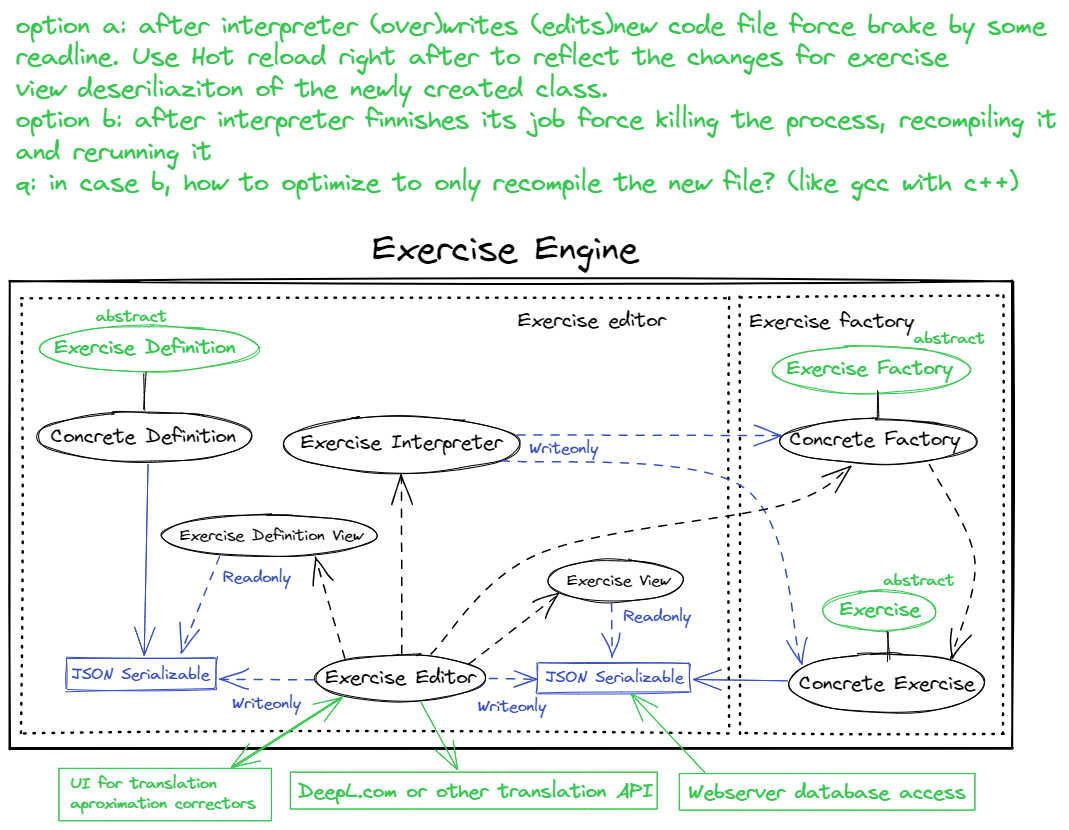 option a: after interpreter (over)writes (edits)new code file force brake by some
readline. Use Hot reload right after to reflect the changes for exercise
view deseriliaziton of the newly created class.
option b: after interpreter finnishes its job force killing the process, recompiling it
and rerunning it
q: in case b, how to optimize to only recompile the new file? (like gcc with c++)
Exercise Engine
Exercise editor
Exercise factory
abstract
Exercise Definition
abstract
Exercise Factory
Concrete Definition
Exercise Interpreter
Writeonly
Concrete Factory
Exercise Definition View
Readonly
Exercise View
Readonly
abstract
Exercise
JSON Serializable
Exercise Editor
JSON Serializable
Concrete Exercise
Writeonly
Writeonly
UI for translation
aproximation correctors
DeepL.com or other translation API
Webserver database access